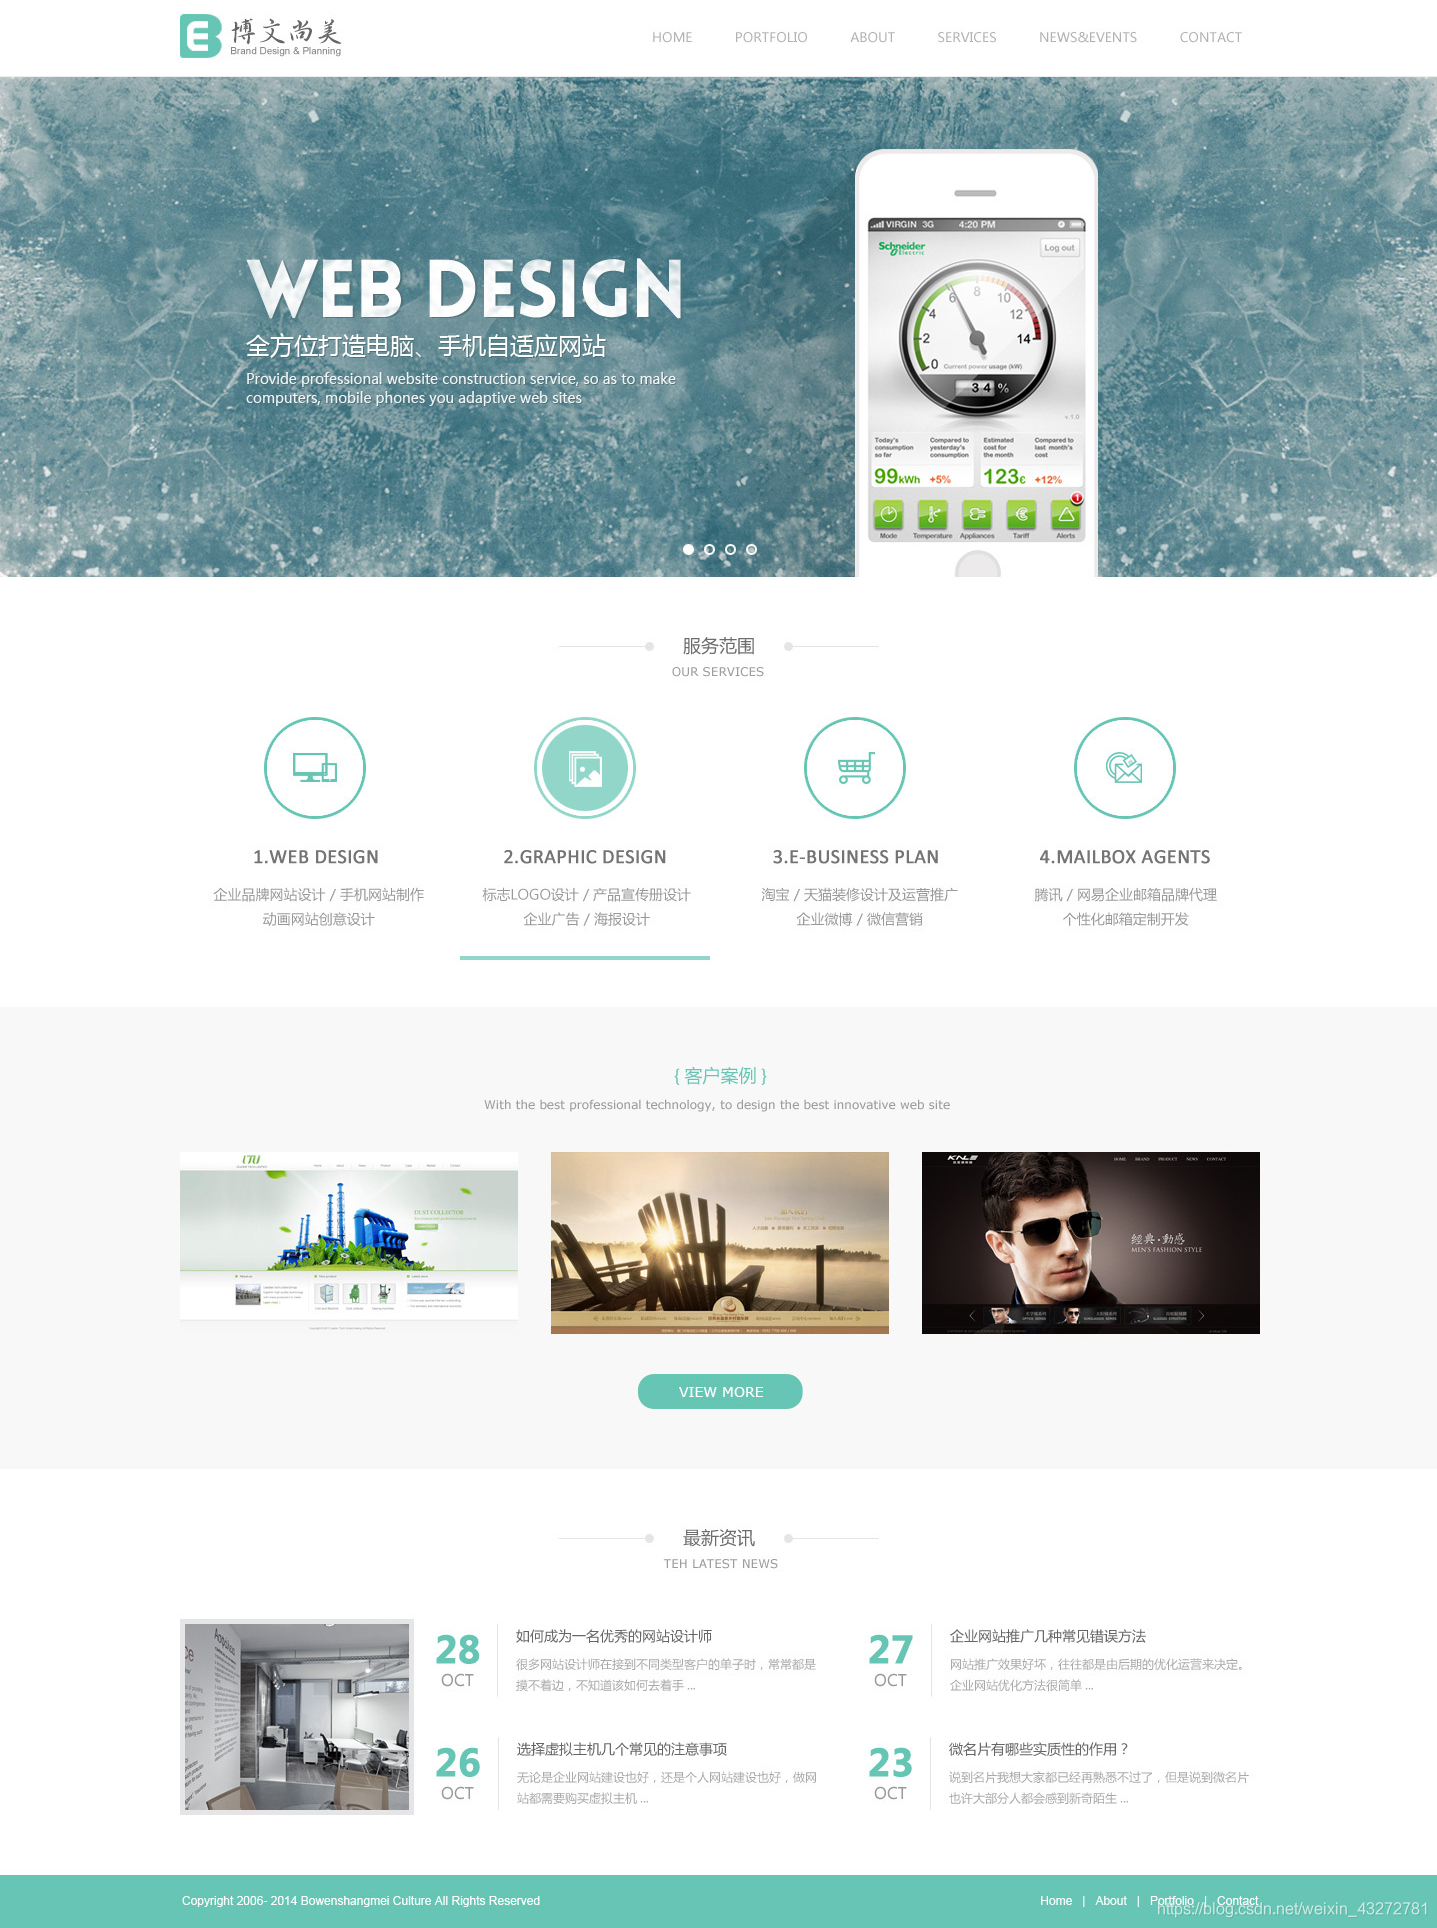 博文尚美
Brand Design & Planning
HOME PORTFOLIO ABOUT SERVICES NEWS&EVENTS CONTACT
WEB DESIGN
全方位打造电脑、手机自适应网站
Provide professional website construction service, so as to make
computers, mobile phones you adaptive web sites
VIRGIN 3G 4:20 PM
Schneider
Electric
Log out
0 2 4 6 8 10 12 14
Current power usage (kW)
34 %
v.1.0
Today's consumption so far
Compared to yesterday's consumption
Estimated cost for the month
Compared to last month's cost
99kWh +5% 123€ +12%
1
Mode Temperature Appliances Tariff Alerts
服务范围
OUR SERVICES
1.WEB DESIGN
企业品牌网站设计 / 手机网站制作
动画网站创意设计
2.GRAPHIC DESIGN
标志LOGO设计 / 产品宣传册设计
企业广告 / 海报设计
3.E-BUSINESS PLAN
淘宝 / 天猫装修设计及运营推广
企业微博 / 微信营销
4.MAILBOX AGENTS
腾讯 / 网易企业邮箱品牌代理
个性化邮箱定制开发
{ 客户案例 }
With the best professional technology, to design the best innovative web site
DUST COLLECTOR
KNLE
HOME BRAND PRODUCT NEWS CONTACT
經典·動感
MEN'S FASHION STYLE
VIEW MORE
最新资讯
TEH LATEST NEWS
28
OCT
如何成为一名优秀的网站设计师
很多网站设计师在接到不同类型客户的单子时，常常都是
摸不着边，不知道该如何去着手 ...
27
OCT
企业网站推广几种常见错误方法
网站推广效果好坏，往往都是由后期的优化运营来决定。
企业网站优化方法很简单 ...
26
OCT
选择虚拟主机几个常见的注意事项
无论是企业网站建设也好，还是个人网站建设也好，做网
站都需要购买虚拟主机 ...
23
OCT
微名片有哪些实质性的作用？
说到名片我想大家都已经再熟悉不过了，但是说到微名片
也许大部分人都会感到新奇陌生 ...
Copyright 2006- 2014 Bowenshangmei Culture All Rights Reserved
Home | About | Portfolio | Contact
https://blog.csdn.net/weixin_43272781